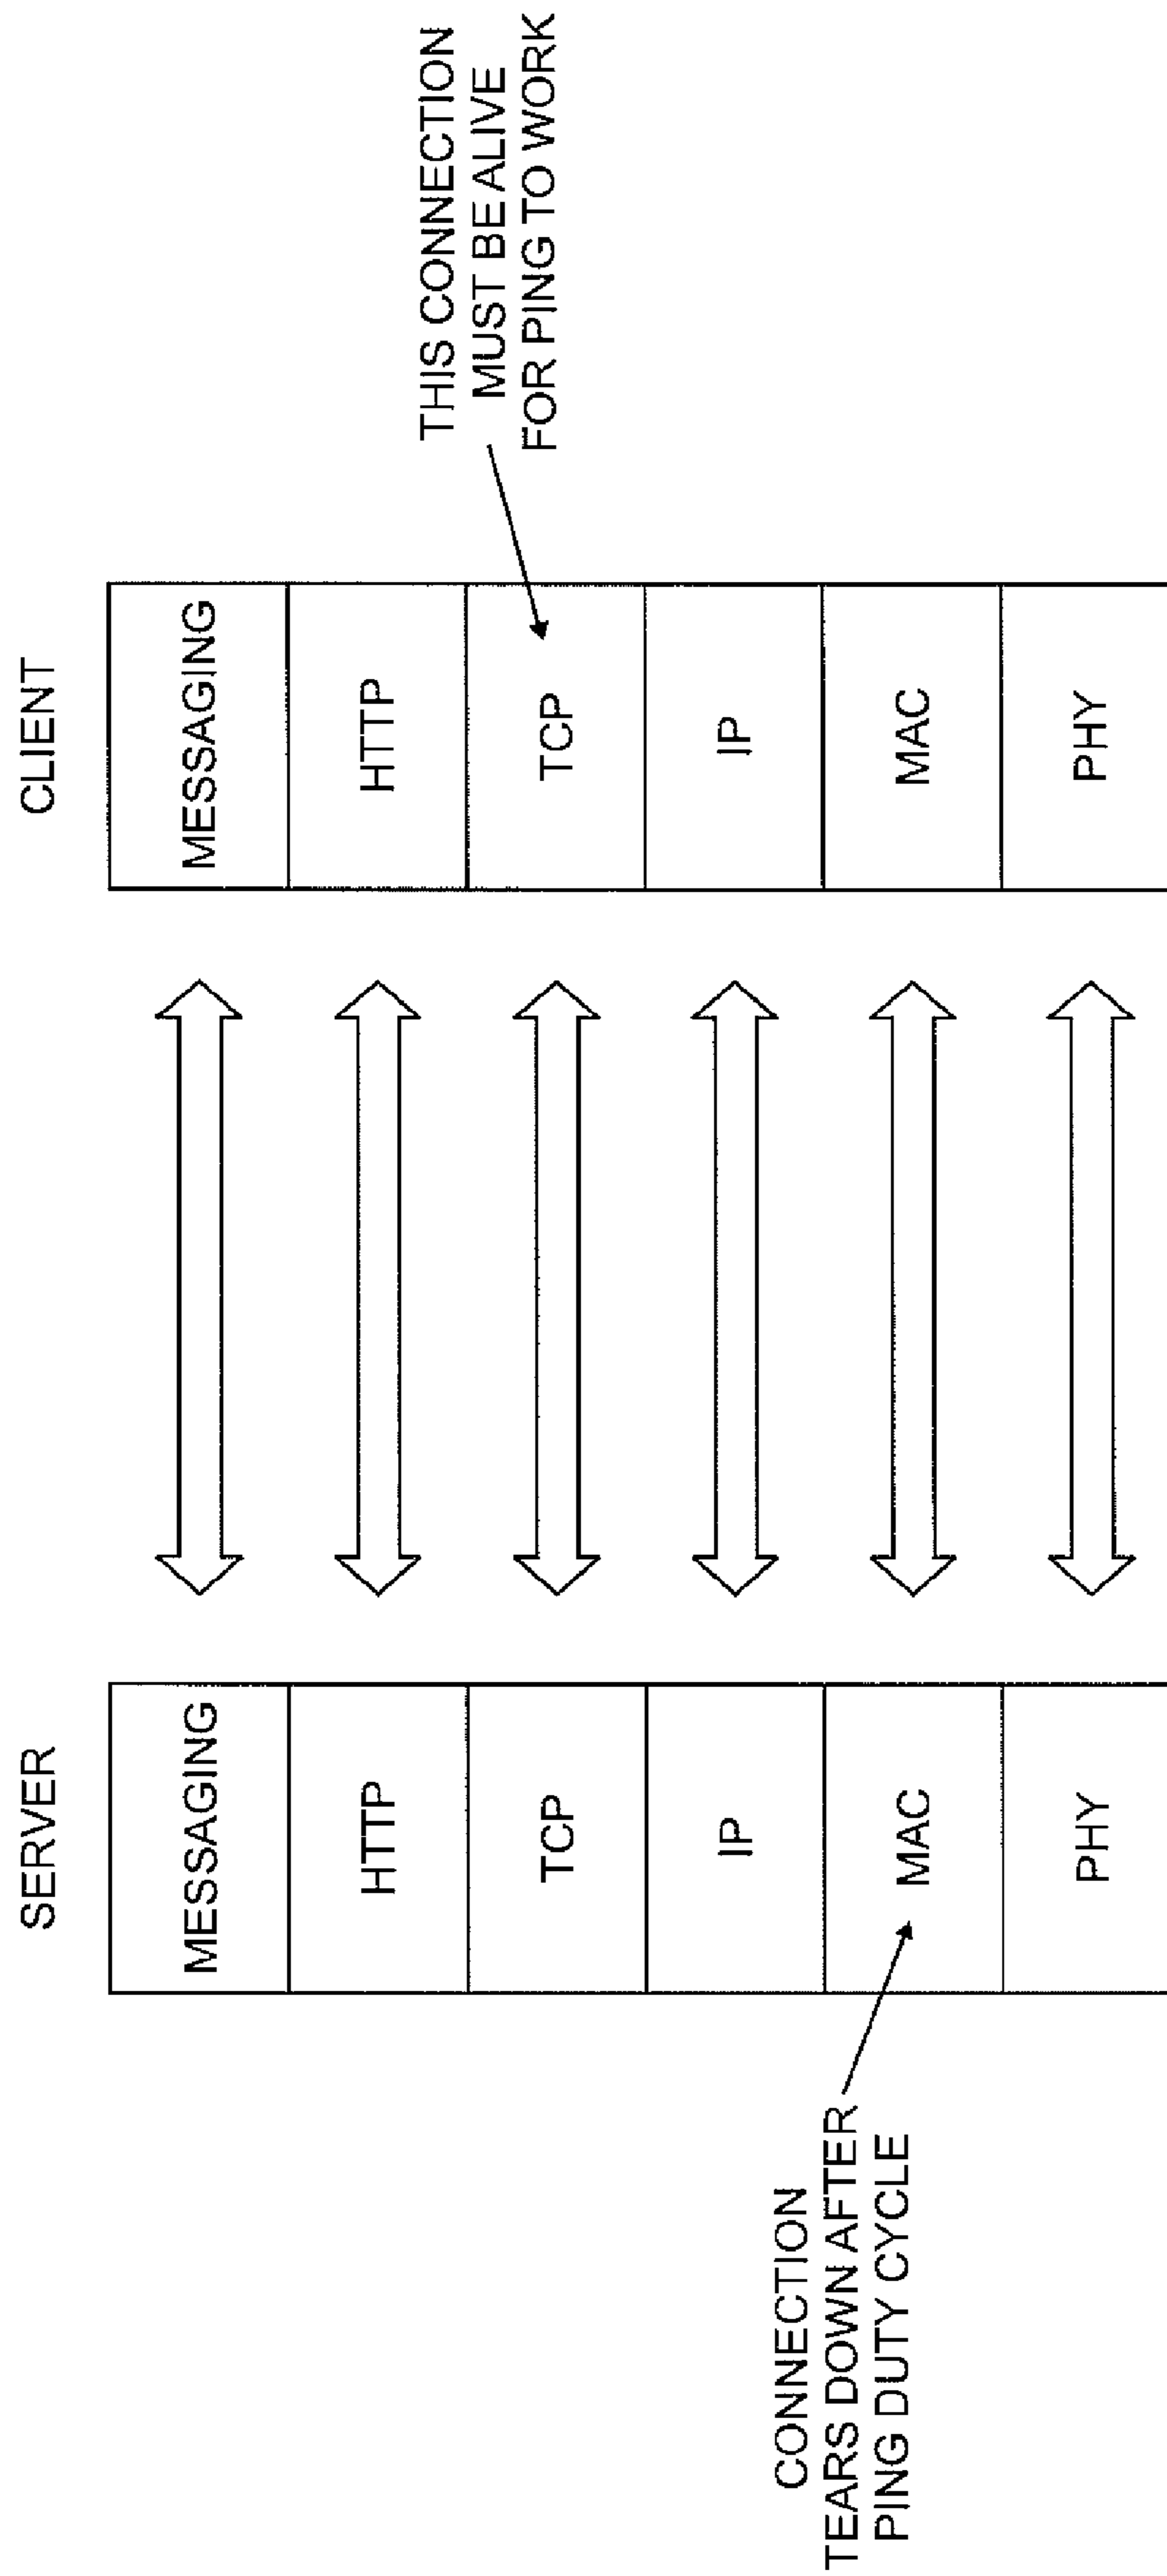 SERVER
MESSAGING
HTTP
TCP
IP
MAC
PHY
CONNECTION
TEARS DOWN AFTER
PING DUTY CYCLE
CLIENT
MESSAGING
HTTP
TCP
IP
MAC
PHY
THIS CONNECTION
MUST BE ALIVE
FOR PING TO WORK